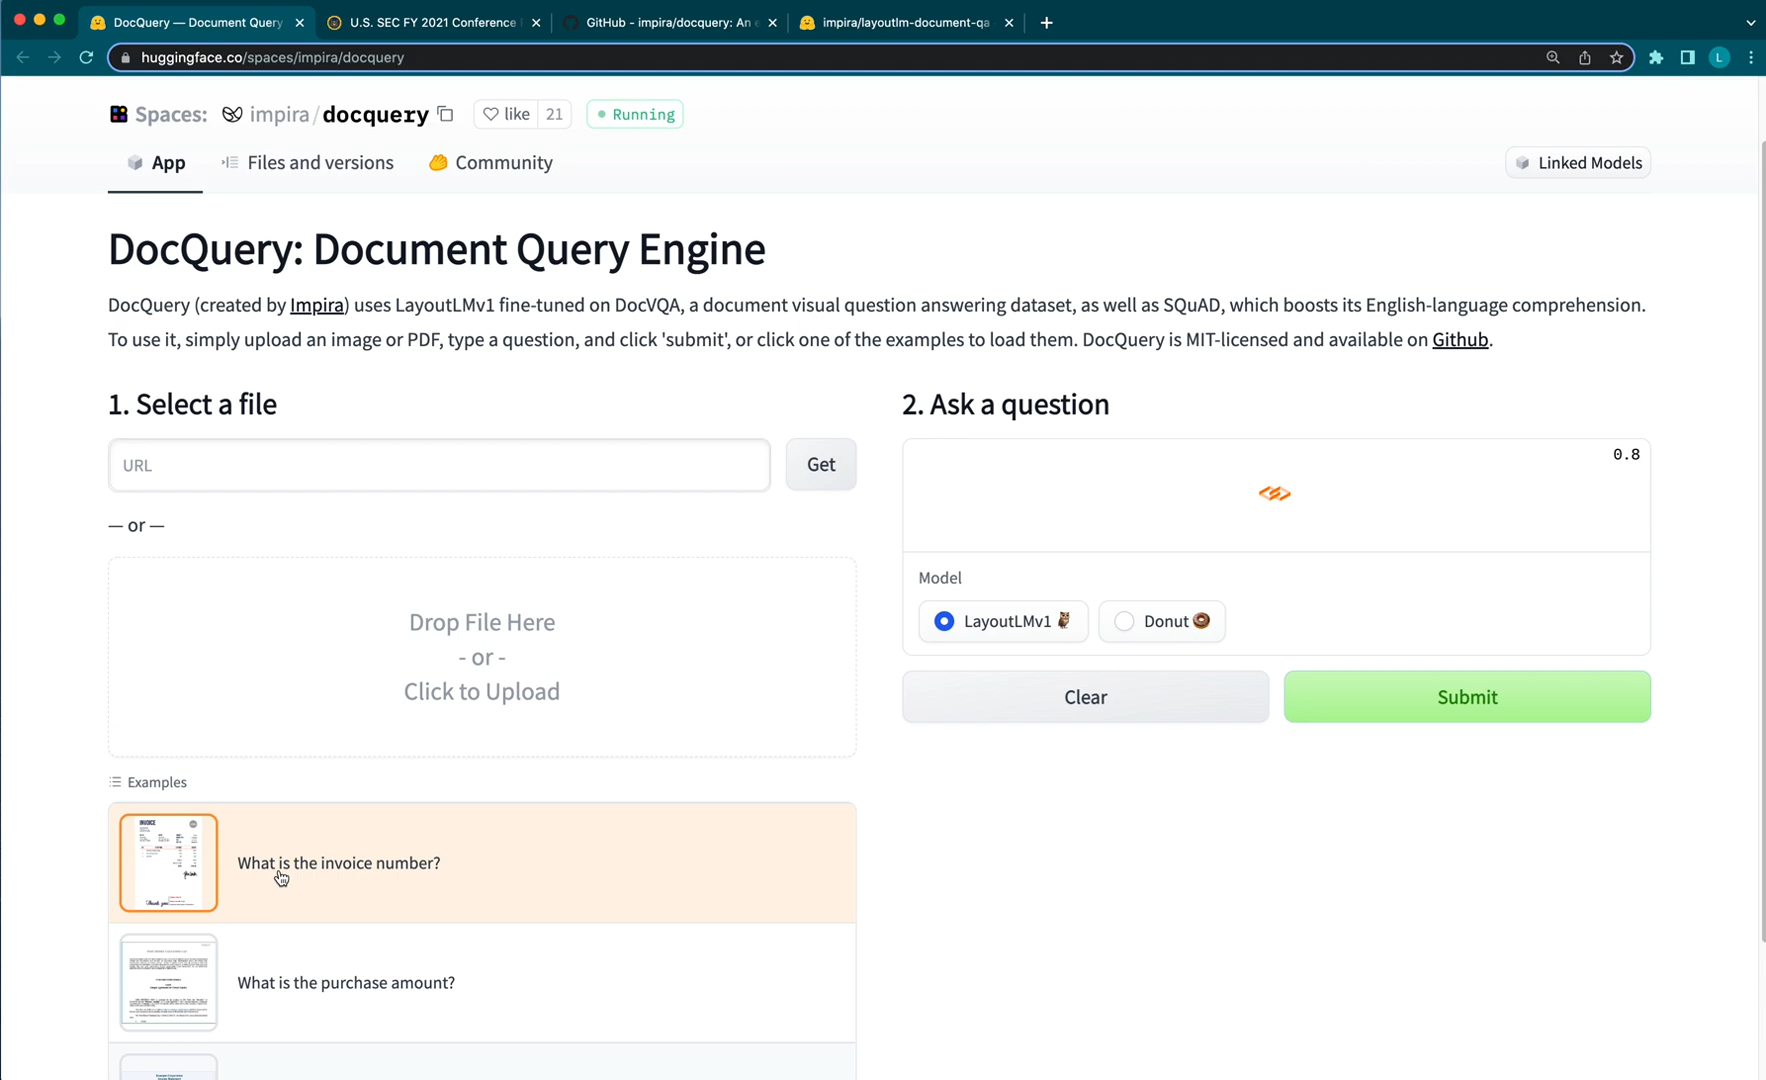 DocQuery — Document Query
U.S. SEC FY 2021 Conference
GitHub - impira/docquery: An
impira/layoutlm-document-qa
huggingface.co/spaces/impira/docquery
L
Spaces: impira/docquery like 21 Running
App Files and versions Community Linked Models
DocQuery: Document Query Engine
DocQuery (created by Impira) uses LayoutLMv1 fine-tuned on DocVQA, a document visual question answering dataset, as well as SQuAD, which boosts its English-language comprehension.
To use it, simply upload an image or PDF, type a question, and click 'submit', or click one of the examples to load them. DocQuery is MIT-licensed and available on Github.
1. Select a file
URL
Get
— or —
Drop File Here
- or -
Click to Upload
Examples
INVOICE
Thank you
What is the invoice number?
What is the purchase amount?
2. Ask a question
0.8
Model
LayoutLMv1
Donut
Clear
Submit